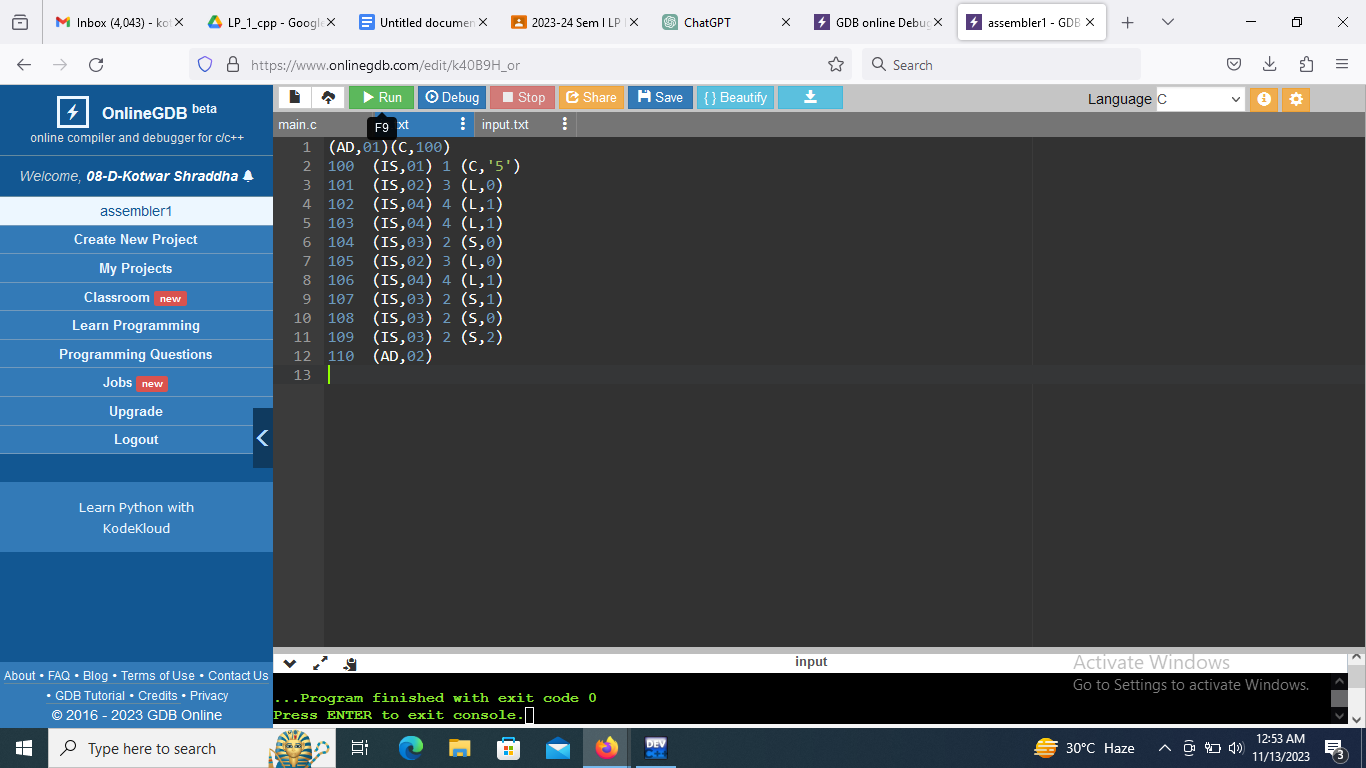 Inbox (4,043) - kot
LP_1_cpp - Google
Untitled documen
2023-24 Sem I LP
ChatGPT
GDB online Debug
assembler1 - GDB
https://www.onlinegdb.com/edit/k40B9H_or
Search
OnlineGDB beta
online compiler and debugger for c/c++
Welcome, 08-D-Kotwar Shraddha
assembler1
Create New Project
My Projects
Classroom new
Learn Programming
Programming Questions
Jobs new
Upgrade
Logout
Learn Python with
KodeKloud
About • FAQ • Blog • Terms of Use • Contact Us
• GDB Tutorial • Credits • Privacy
© 2016 - 2023 GDB Online
Run
Debug
Stop
Share
Save
{ } Beautify
Language C
main.c
F9
xt
input.txt
1 (AD,01)(C,100)
2 100 (IS,01) 1 (C,'5')
3 101 (IS,02) 3 (L,0)
4 102 (IS,04) 4 (L,1)
5 103 (IS,04) 4 (L,1)
6 104 (IS,03) 2 (S,0)
7 105 (IS,02) 3 (L,0)
8 106 (IS,04) 4 (L,1)
9 107 (IS,03) 2 (S,1)
10 108 (IS,03) 2 (S,0)
11 109 (IS,03) 2 (S,2)
12 110 (AD,02)
13
input
...Program finished with exit code 0
Press ENTER to exit console.
Activate Windows
Go to Settings to activate Windows.
Type here to search
DEV
30°C Haze
12:53 AM
11/13/2023
3